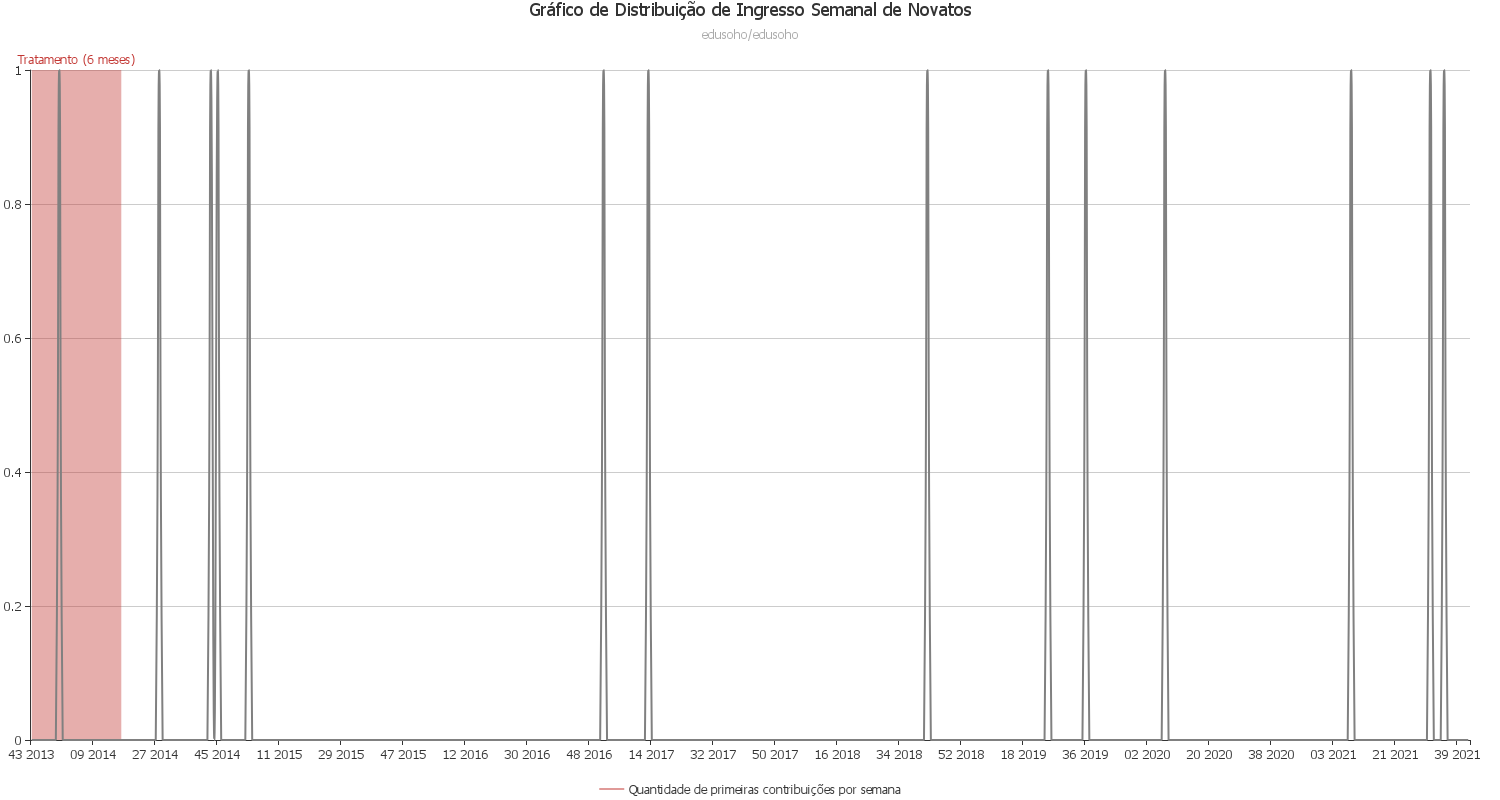 Gráfico de Distribuição de Ingresso Semanal de Novatos
edusoho/edusoho
Tratamento (6 meses)
1
0.8
0.6
0.4
0.2
0
43 2013 09 2014 27 2014 45 2014 11 2015 29 2015 47 2015 12 2016 30 2016 48 2016 14 2017 32 2017 50 2017 16 2018 34 2018 52 2018 18 2019 36 2019 02 2020 20 2020 38 2020 03 2021 21 2021 39 2021
Quantidade de primeiras contribuições por semana